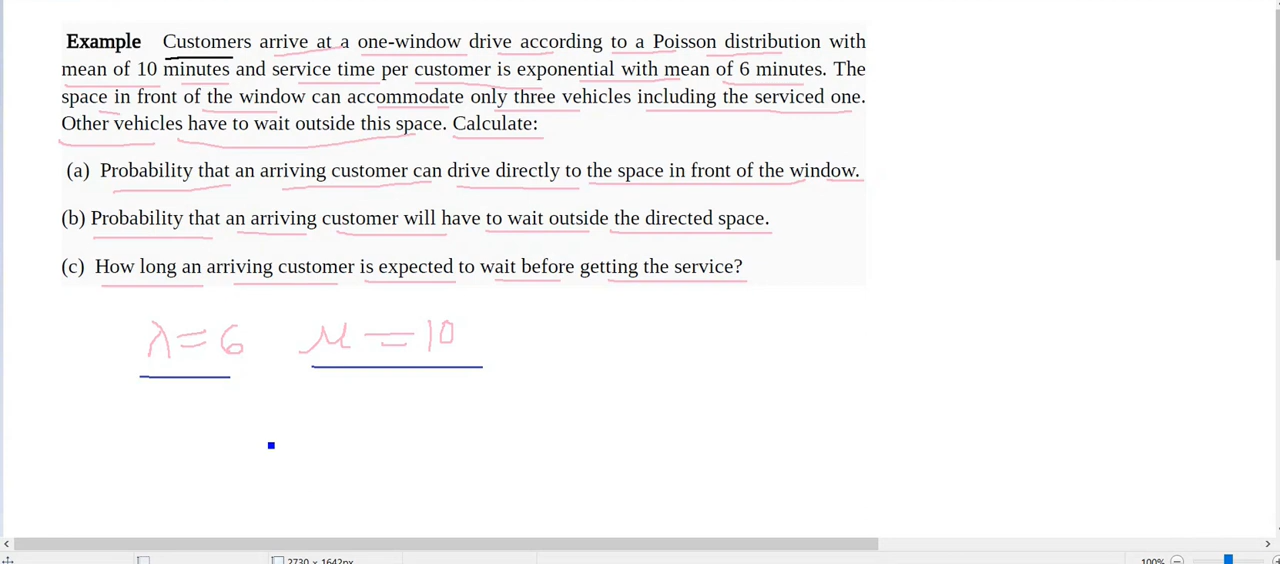 Example Customers arrive at a one-window drive according to a Poisson distribution with
mean of 10 minutes and service time per customer is exponential with mean of 6 minutes. The
space in front of the window can accommodate only three vehicles including the serviced one.
Other vehicles have to wait outside this space. Calculate:
(a) Probability that an arriving customer can drive directly to the space in front of the window.
(b) Probability that an arriving customer will have to wait outside the directed space.
(c) How long an arriving customer is expected to wait before getting the service?
λ = 6 μ = 10
2730 × 1642px 100%